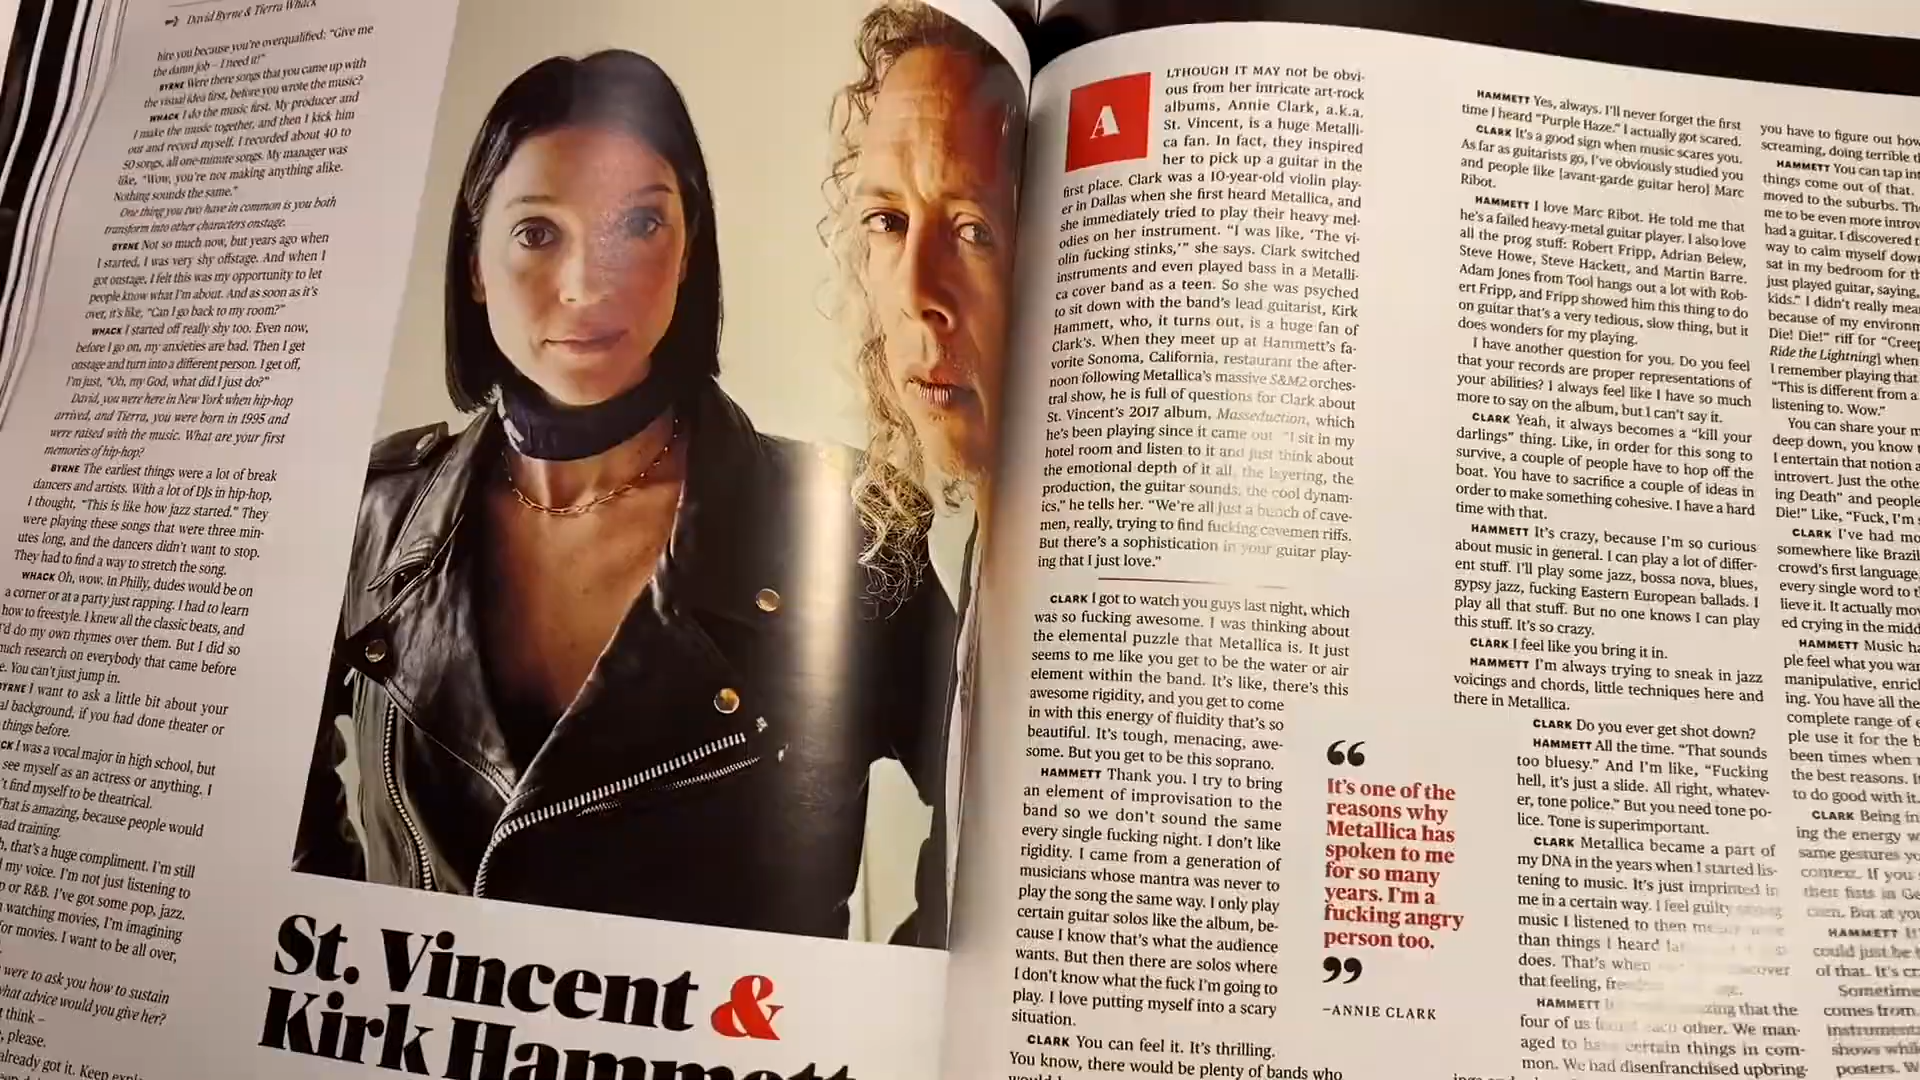 David Byrne & Tierra Whack
hire you because you're overqualified: "Give me
the damn job – I need it!"
BYRNE Were there songs that you came up with
the visual idea first, before you wrote the music?
WHACK I do the music first. My producer and
I make the music together, and then I kick him
out and record myself. I recorded about 40 to
50 songs, all one-minute songs. My manager was
like, "Wow, you're not making anything alike.
Nothing sounds the same."
One thing you two have in common is you both
transform into other characters onstage.
BYRNE Not so much now, but years ago when
I started, I was very shy offstage. And when I
got onstage, I felt this was my opportunity to let
people know what I'm about. And as soon as it's
over, it's like, "Can I go back to my room?"
WHACK I started off really shy too. Even now,
before I go on, my anxieties are bad. Then I get
onstage and turn into a different person. I get off,
I'm just, "Oh, my God, what did I just do?"
David, you were here in New York when hip-hop
arrived, and Tierra, you were born in 1995 and
were raised with the music. What are your first
memories of hip-hop?
BYRNE The earliest things were a lot of break
dancers and artists. With a lot of DJs in hip-hop,
I thought, "This is like how jazz started." They
were playing these songs that were three min-
utes long, and the dancers didn't want to stop.
They had to find a way to stretch the song.
WHACK Oh, wow. In Philly, dudes would be on
a corner or at a party just rapping. I had to learn
how to freestyle. I knew all the classic beats, and
I'd do my own rhymes over them. But I did so
much research on everybody that came before
You can't just jump in.
BYRNE I want to ask a little bit about your
background, if you had done theater or
things before.
I was a vocal major in high school, but
see myself as an actress or anything. I
find myself to be theatrical.
That is amazing, because people would
had training.
that's a huge compliment. I'm still
my voice. I'm not just listening to
or R&B. I've got some pop, jazz.
watching movies, I'm imagining
for movies. I want to be all over,
were to ask you how to sustain
what advice would you give her?
think –
please.
already got it. Keep
St. Vincent &
Kirk Hammett
ALTHOUGH IT MAY not be obvi-
ous from her intricate art-rock
albums, Annie Clark, a.k.a.
St. Vincent, is a huge Metalli-
ca fan. In fact, they inspired
her to pick up a guitar in the
first place. Clark was a 10-year-old violin play-
er in Dallas when she first heard Metallica, and
she immediately tried to play their heavy mel-
odies on her instrument. "I was like, 'The vi-
olin fucking stinks,'" she says. Clark switched
instruments and even played bass in a Metalli-
ca cover band as a teen. So she was psyched
to sit down with the band's lead guitarist, Kirk
Hammett, who, it turns out, is a huge fan of
Clark's. When they meet up at Hammett's fa-
vorite Sonoma, California, restaurant the after-
noon following Metallica's massive S&M2 orches-
tral show, he is full of questions for Clark about
St. Vincent's 2017 album, Masseduction, which
he's been playing since it came out. "I sit in my
hotel room and listen to it and just think about
the emotional depth of it all, the layering, the
production, the guitar sounds, the cool dynam-
ics," he tells her. "We're all just a bunch of cave-
men, really, trying to find fucking cavemen riffs.
But there's a sophistication in your guitar play-
ing that I just love."
CLARK I got to watch you guys last night, which
was so fucking awesome. I was thinking about
the elemental puzzle that Metallica is. It just
seems to me like you get to be the water or air
element within the band. It's like, there's this
awesome rigidity, and you get to come
in with this energy of fluidity that's so
beautiful. It's tough, menacing, awe-
some. But you get to be this soprano.
HAMMETT Thank you. I try to bring
an element of improvisation to the
band so we don't sound the same
every single fucking night. I don't like
rigidity. I came from a generation of
musicians whose mantra was never to
play the song the same way. I only play
certain guitar solos like the album, be-
cause I know that's what the audience
wants. But then there are solos where
I don't know what the fuck I'm going to
play. I love putting myself into a scary
situation.
CLARK You can feel it. It's thrilling.
You know, there would be plenty of bands who
“
It's one of the
reasons why
Metallica has
spoken to me
for so many
years. I'm a
fucking angry
person too.
”
–ANNIE CLARK
HAMMETT Yes, always. I'll never forget the first
time I heard "Purple Haze." I actually got scared.
CLARK It's a good sign when music scares you.
As far as guitarists go, I've obviously studied you
and people like [avant-garde guitar hero] Marc
Ribot.
HAMMETT I love Marc Ribot. He told me that
he's a failed heavy-metal guitar player. I also love
all the prog stuff: Robert Fripp, Adrian Belew,
Steve Howe, Steve Hackett, and Martin Barre.
Adam Jones from Tool hangs out a lot with Rob-
ert Fripp, and Fripp showed him this thing to do
on guitar that's a very tedious, slow thing, but it
does wonders for my playing.
I have another question for you. Do you feel
that your records are proper representations of
your abilities? I always feel like I have so much
more to say on the album, but I can't say it.
CLARK Yeah, it always becomes a "kill your
darlings" thing. Like, in order for this song to
survive, a couple of people have to hop off the
boat. You have to sacrifice a couple of ideas in
order to make something cohesive. I have a hard
time with that.
HAMMETT It's crazy, because I'm so curious
about music in general. I can play a lot of differ-
ent stuff. I'll play some jazz, bossa nova, blues,
gypsy jazz, fucking Eastern European ballads. I
play all that stuff. But no one knows I can play
this stuff. It's so crazy.
CLARK I feel like you bring it in.
HAMMETT I'm always trying to sneak in jazz
voicings and chords, little techniques here and
there in Metallica.
CLARK Do you ever get shot down?
HAMMETT All the time. "That sounds
too bluesy." And I'm like, "Fucking
hell, it's just a slide. All right, whatev-
er, tone police." But you need tone po-
lice. Tone is superimportant.
CLARK Metallica became a part of
my DNA in the years when I started lis-
tening to music. It's just imprinted in
me in a certain way. I feel guilty
music I listened to then
than things I heard
does. That's when
that feeling,
HAMMETT that the
four of us each other. We man-
aged to have certain things in com-
mon. We had disenfranchised upbring-
you have to figure out how
screaming, doing terrible
HAMMETT You can tap
things come out of that.
moved to the suburbs.
me to be even more
had a guitar. I discovered
way to calm myself down
sat in my bedroom for
just played guitar, saying,
kids." I didn't really
because of my
Die! Die!" riff for
Ride the Lightning] when
I remember playing that
"This is different from
listening to. Wow."
You can share your
deep down, you know
I entertain that notion
introvert. Just the
ing Death" and people
Die!" Like, "Fuck, I'm
CLARK I've had
somewhere like Brazil
crowd's first language
every single word to
lieve it. It actually
ed crying in the
HAMMETT Music
ple feel what you
manipulative,
ing. You have all the
complete range of
ple use it for the
been times when
the best reasons.
to do good with it.
CLARK Being in
ing the energy
same gestures
context. If you
their fists in
But at
HAMMETT
could just be
of that. It's
Sometime
comes from
shows
posters.